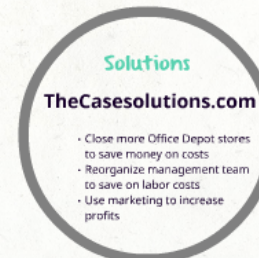 Solutions
TheCasesolutions.com
· Close more Office Depot stores
to save money on costs
· Reorganize management team
to save on labor costs
· Use marketing to increase
profits